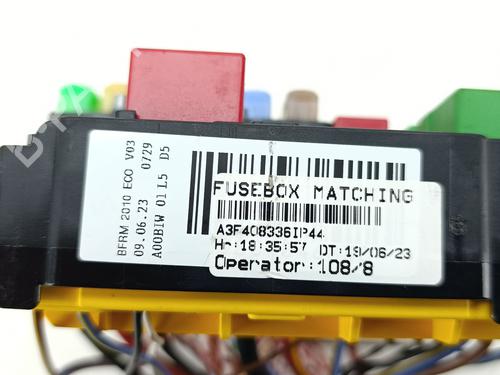 BFRM 2010 ECO V03
09.06.23 0729
A00BIW 01L5 D5
FUSEBOX MATCHING
A3F408336IP44
Hr:18:35:57 DT:19/06/23
Operator:108/8